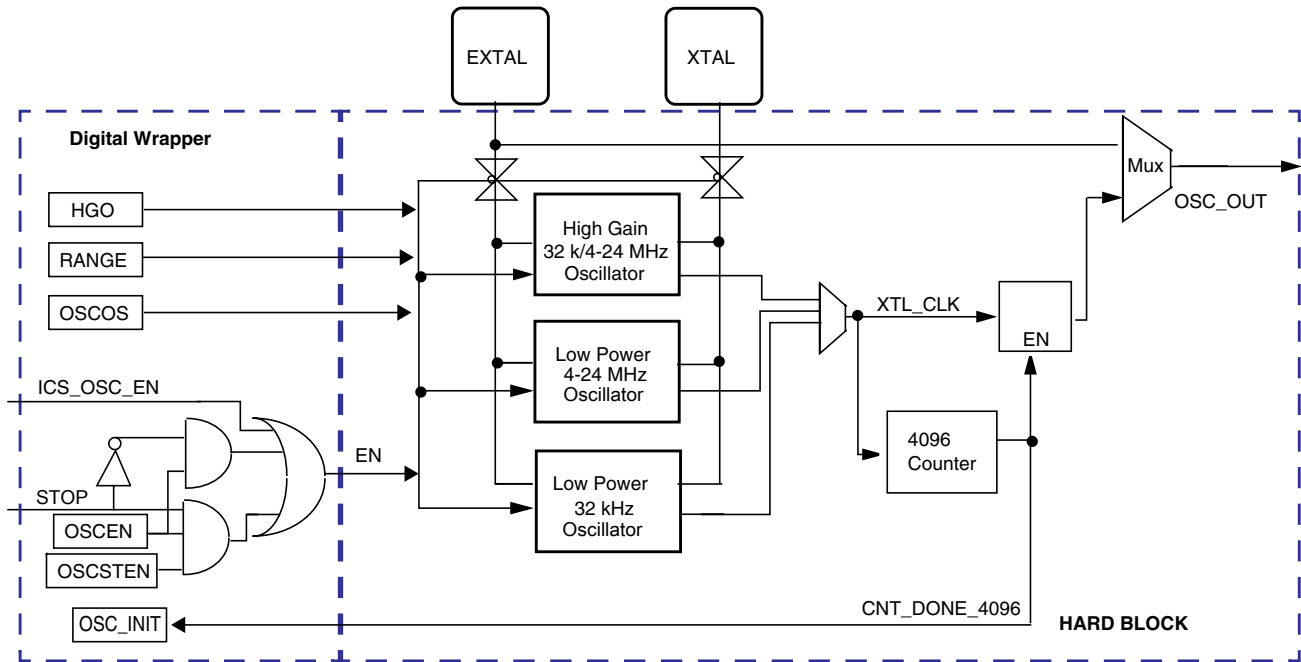 EXTAL
XTAL
Digital Wrapper
Mux
OSC_OUT
HGO
RANGE
OSCOS
High Gain
32 k/4-24 MHz
Oscillator
XTL_CLK
EN
Low Power
4-24 MHz
Oscillator
ICS_OSC_EN
4096
Counter
EN
Low Power
32 kHz
Oscillator
STOP
OSCEN
OSCSTEN
OSC_INIT
CNT_DONE_4096
HARD BLOCK